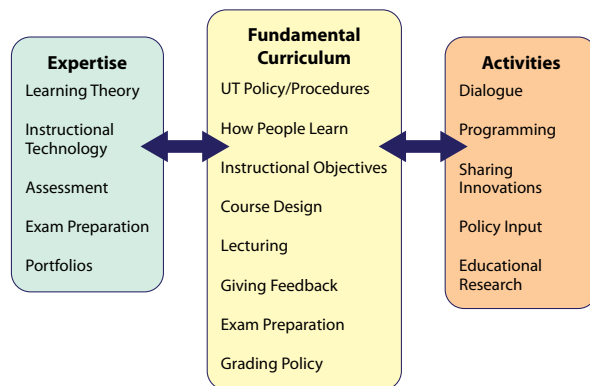 Expertise
Learning Theory
Instructional
Technology
Assessment
Exam Preparation
Portfolios
Fundamental
Curriculum
UT Policy/Procedures
How People Learn
Instructional Objectives
Course Design
Lecturing
Giving Feedback
Exam Preparation
Grading Policy
Activities
Dialogue
Programming
Sharing
Innovations
Policy Input
Educational
Research